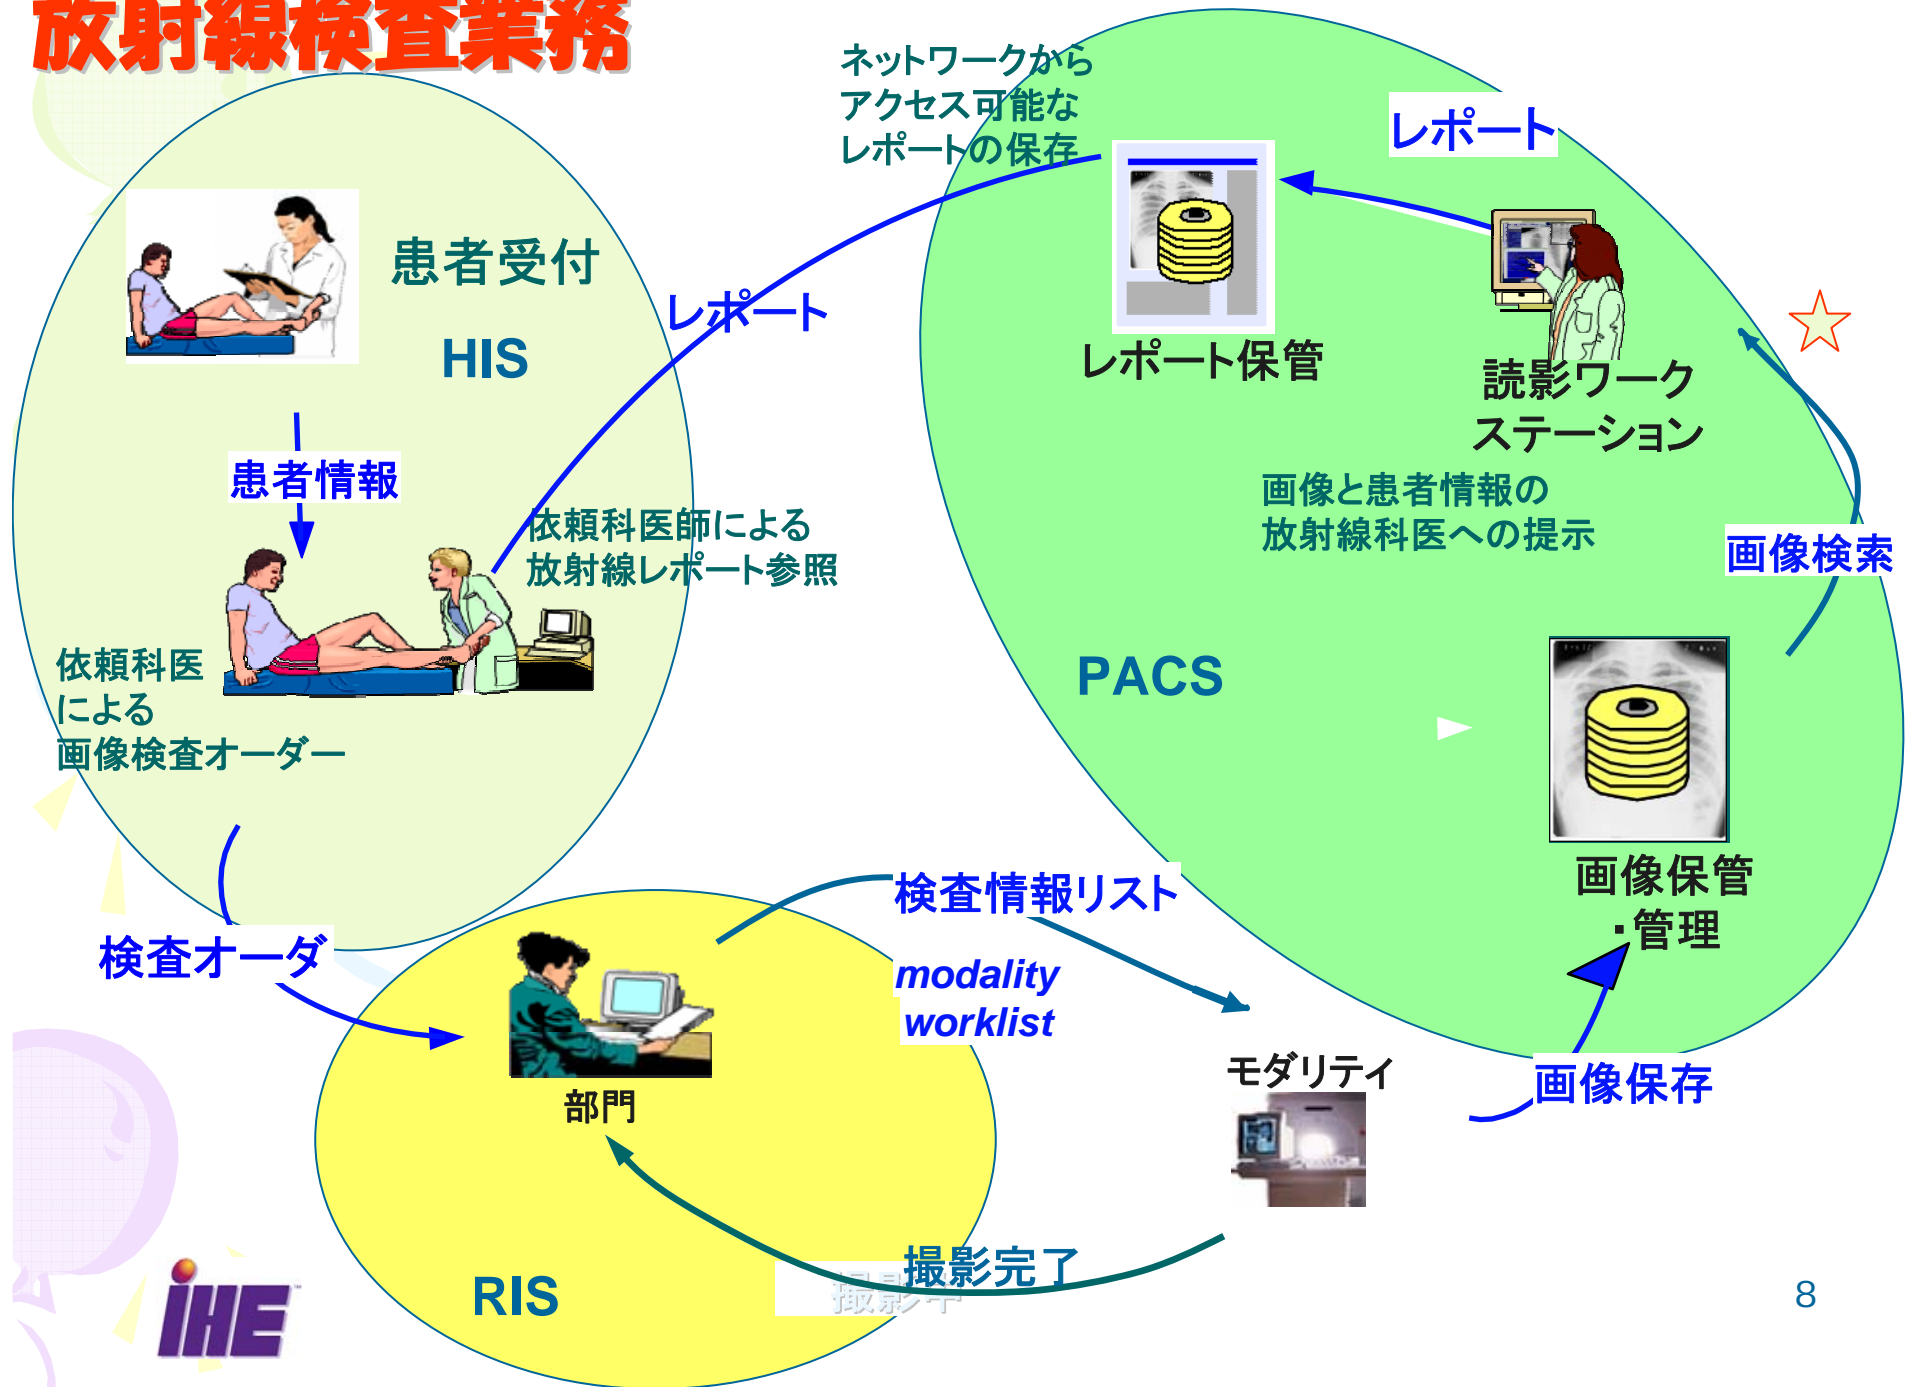 放射線検査業務
ネットワークから
アクセス可能な
レポートの保存
レポート
患者受付
HIS
レポート
レポート保管
読影ワーク
ステーション
患者情報
依頼科医師による
放射線レポート参照
画像と患者情報の
放射線科医への提示
画像検索
依頼科医
による
画像検査オーダー
PACS
画像保管
・管理
検査オーダ
検査情報リスト
modality
worklist
モダリティ
画像保存
部門
撮影完了
撮影中
RIS
IHE
8